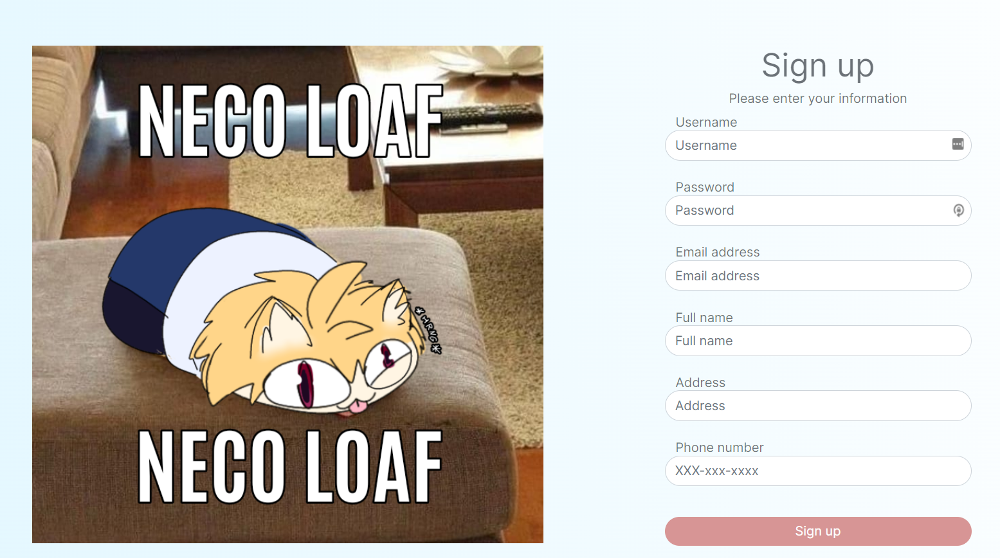 NECO LOAF
*HRNG*
NECO LOAF
Sign up
Please enter your information
Username
Username
Password
Password
Email address
Email address
Full name
Full name
Address
Address
Phone number
XXX-xxx-xxxx
Sign up